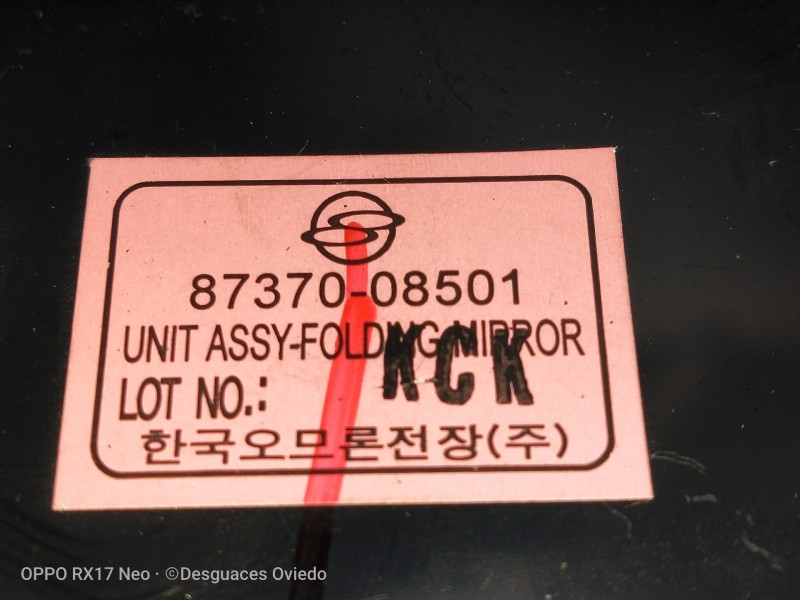 87370-08501
UNIT ASSY-FOLDING MIRROR
LOT NO.: KCK
한국오므론전장(주)
OPPO RX17 Neo · ©Desguaces Oviedo